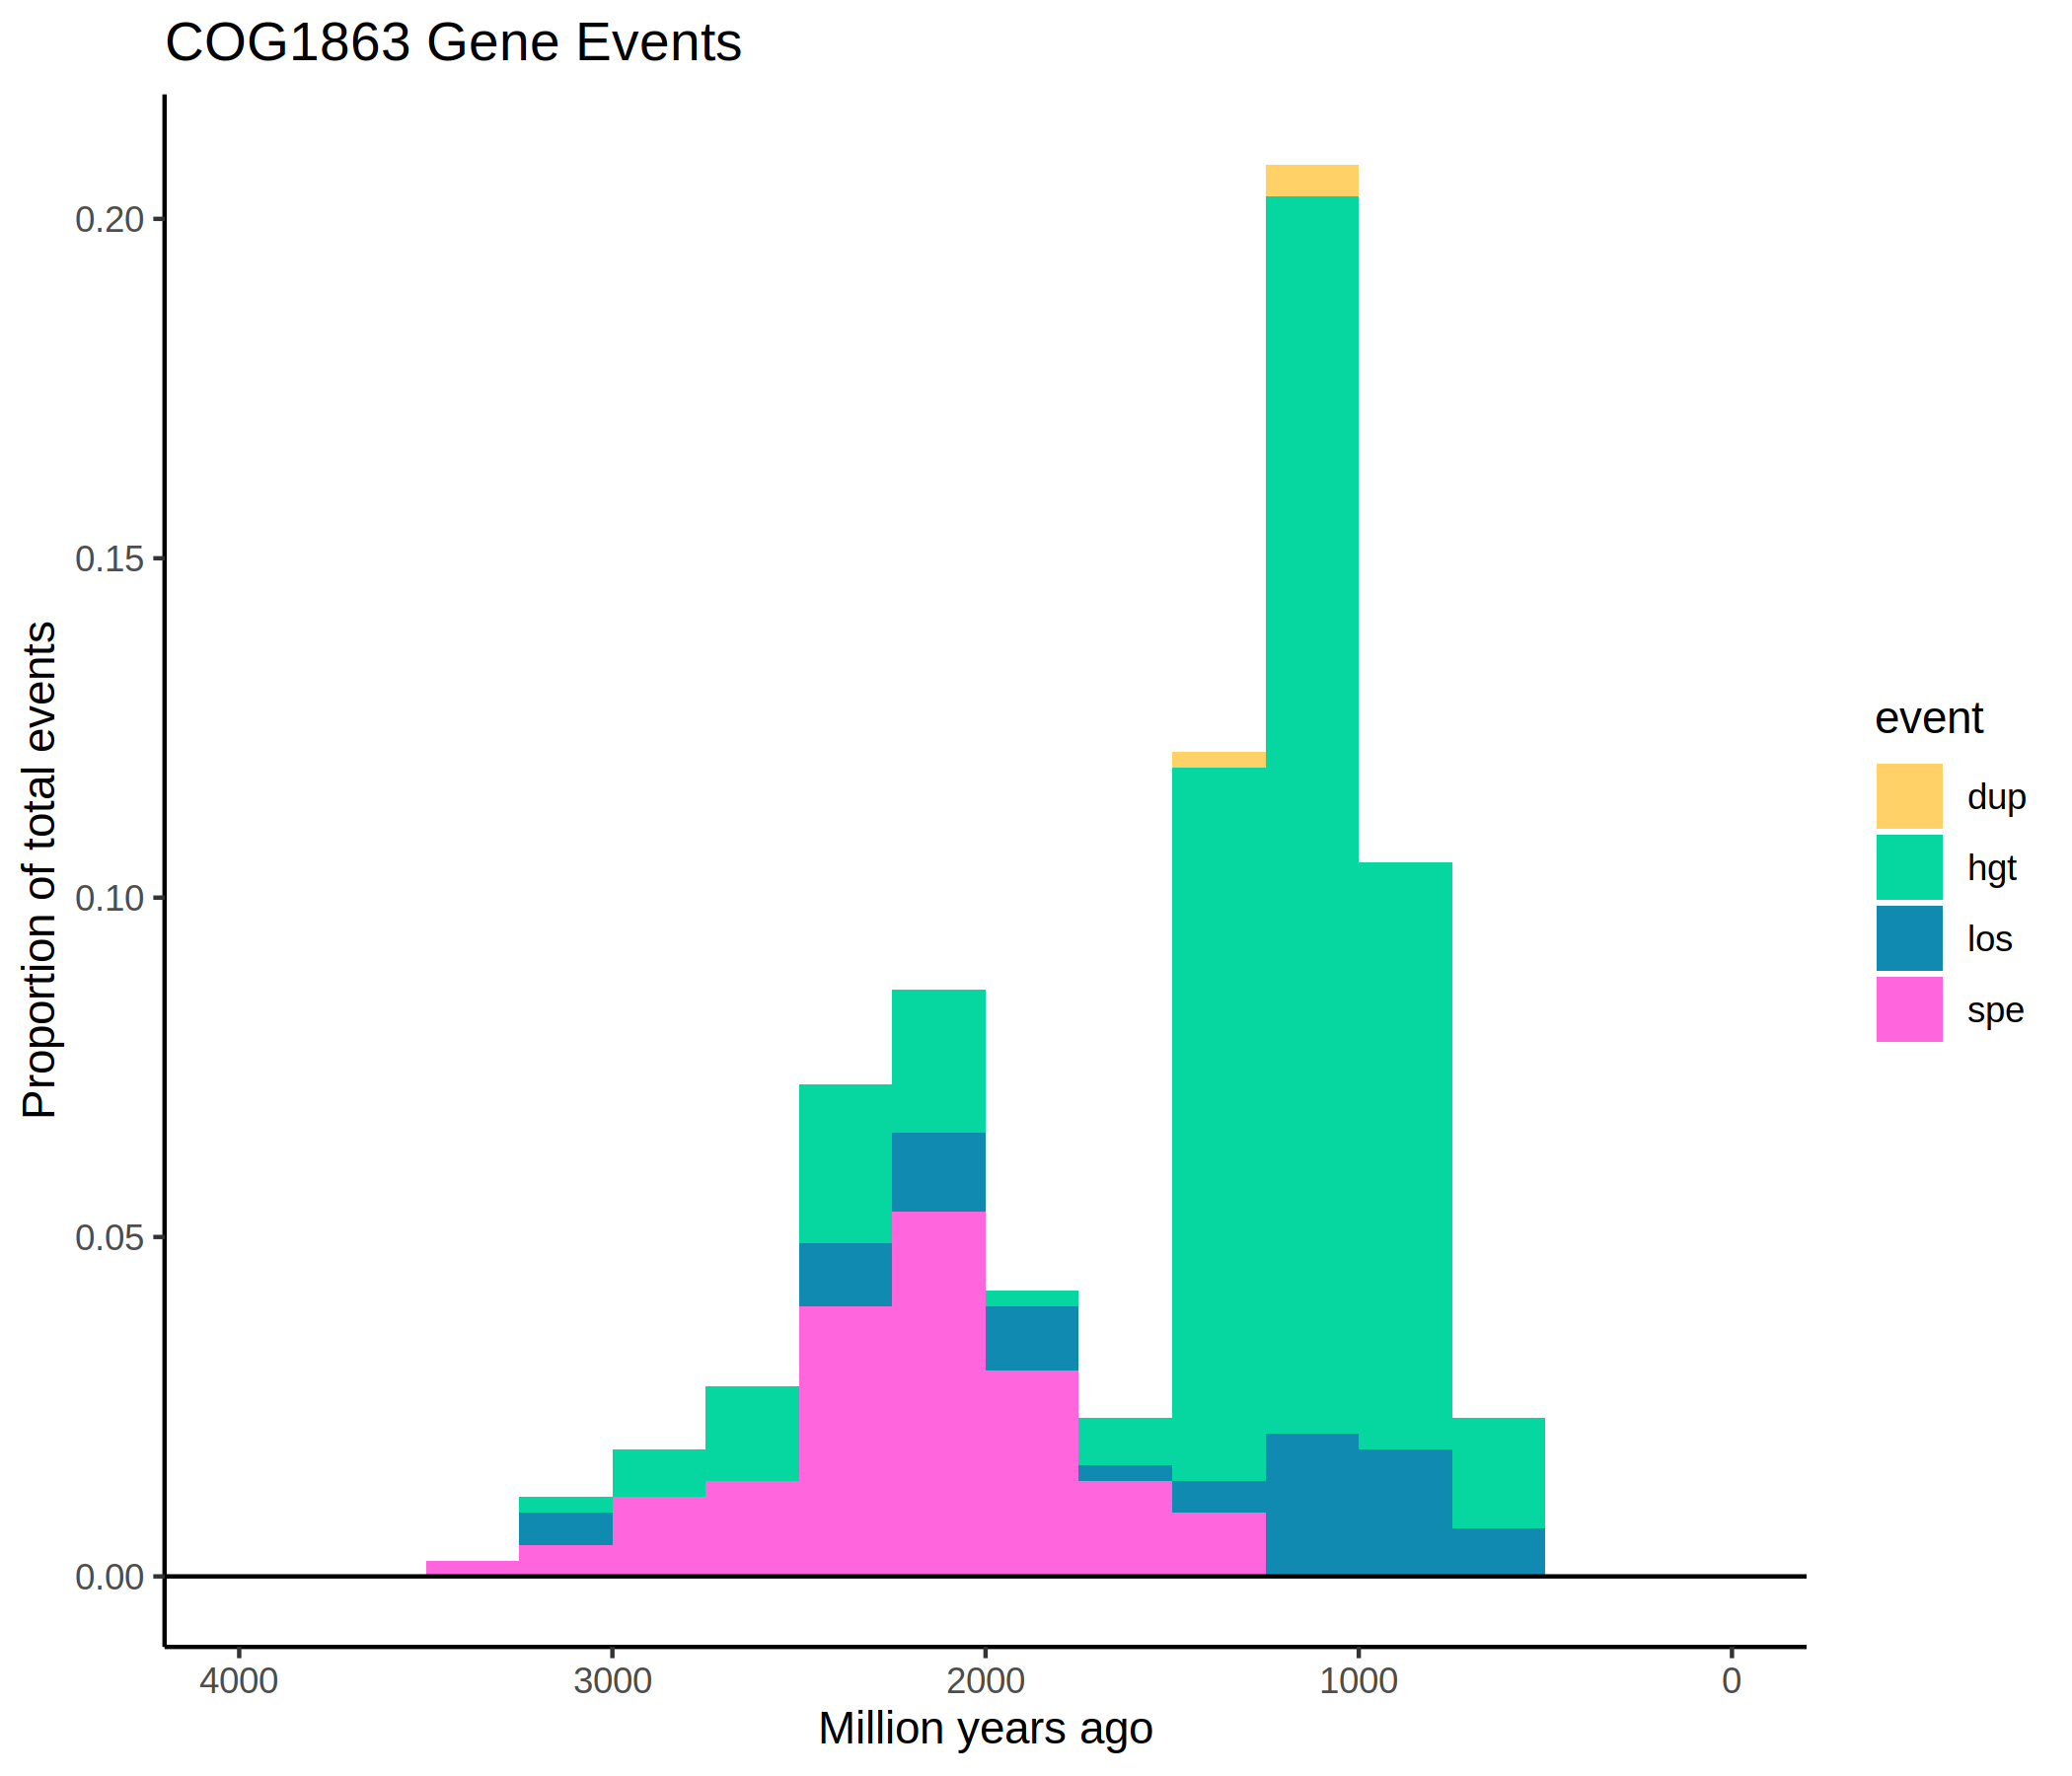 COG1863 Gene Events
Proportion of total events
0.20
0.15
0.10
0.05
0.00
4000 3000 2000 1000 0
Million years ago
event
dup
hgt
los
spe